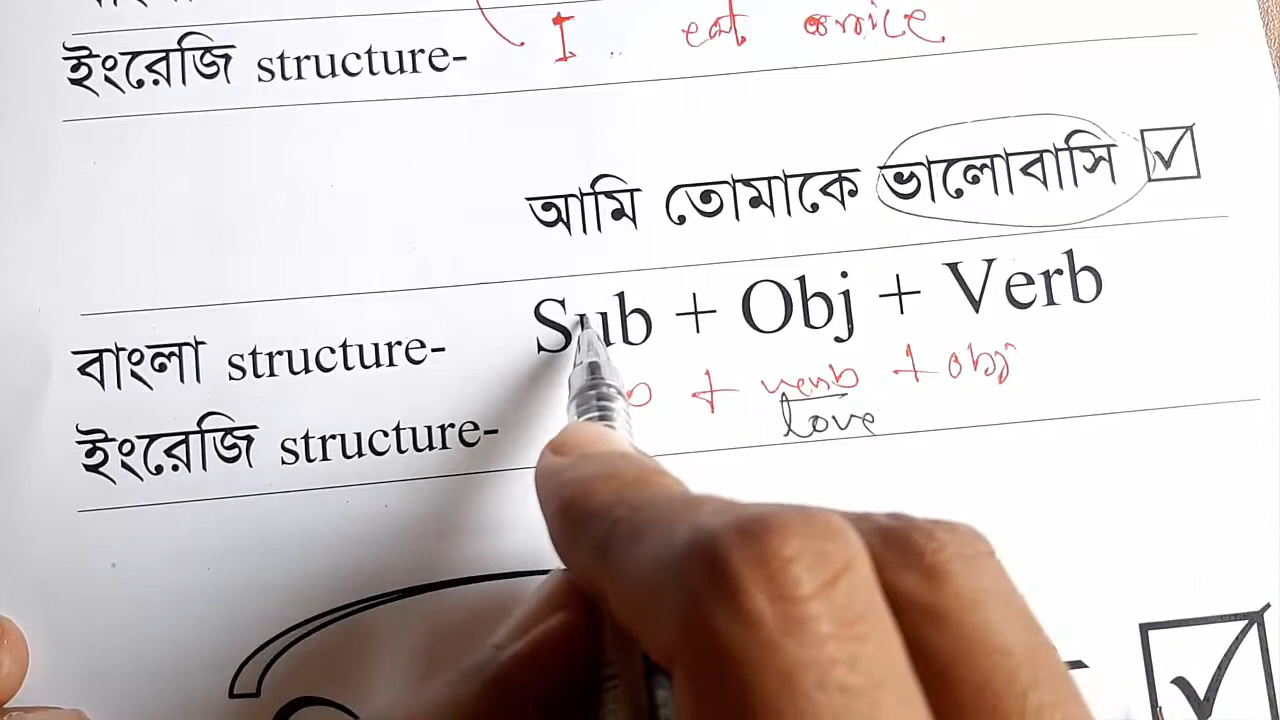 I eat rice
ইংরেজি structure-
আমি তোমাকে ভালোবাসি
Sub + Obj + Verb
বাংলা structure-
+ verb + obj
love
ইংরেজি structure-